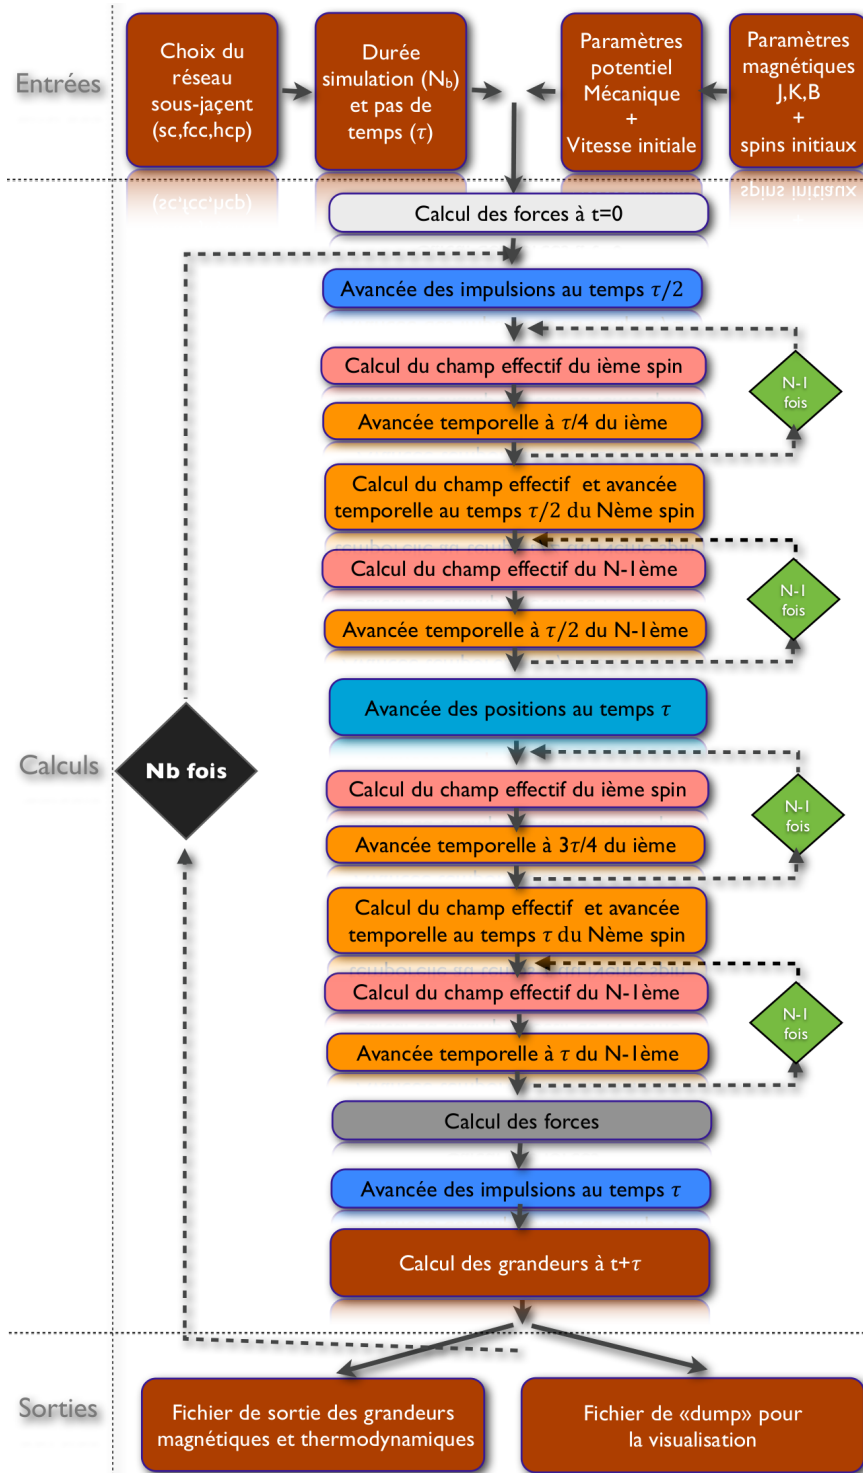 Entrées
Choix du
réseau
sous-jaçent
(sc,fcc,hcp)
Durée
simulation (N_b)
et pas de
temps (τ)
Paramètres
potentiel
Mécanique
+
Vitesse initiale
Paramètres
magnétiques
J,K,B
+
spins initiaux
Calcul des forces à t=0
Avancée des impulsions au temps τ/2
Calcul du champ effectif du ième spin
N-1
fois
Avancée temporelle à τ/4 du ième
Calcul du champ effectif et avancée
temporelle au temps τ/2 du Nème spin
Calcul du champ effectif du N-1ème
N-1
fois
Avancée temporelle à τ/2 du N-1ème
Avancée des positions au temps τ
Calculs
Nb fois
Calcul du champ effectif du ième spin
N-1
fois
Avancée temporelle à 3τ/4 du ième
Calcul du champ effectif et avancée
temporelle au temps τ du Nème spin
Calcul du champ effectif du N-1ème
N-1
fois
Avancée temporelle à τ du N-1ème
Calcul des forces
Avancée des impulsions au temps τ
Calcul des grandeurs à t+τ
Sorties
Fichier de sortie des grandeurs
magnétiques et thermodynamiques
Fichier de «dump» pour
la visualisation